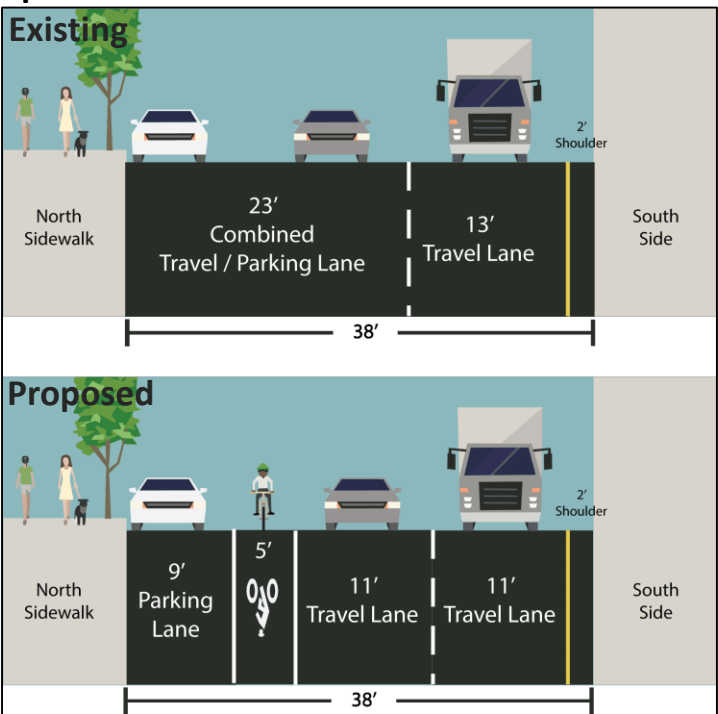 Existing
2'
Shoulder
23'
Combined
Travel / Parking Lane
13'
Travel Lane
North
Sidewalk
South
Side
38'
Proposed
2'
Shoulder
9'
Parking
Lane
5'
11'
Travel Lane
11'
Travel Lane
North
Sidewalk
South
Side
38'